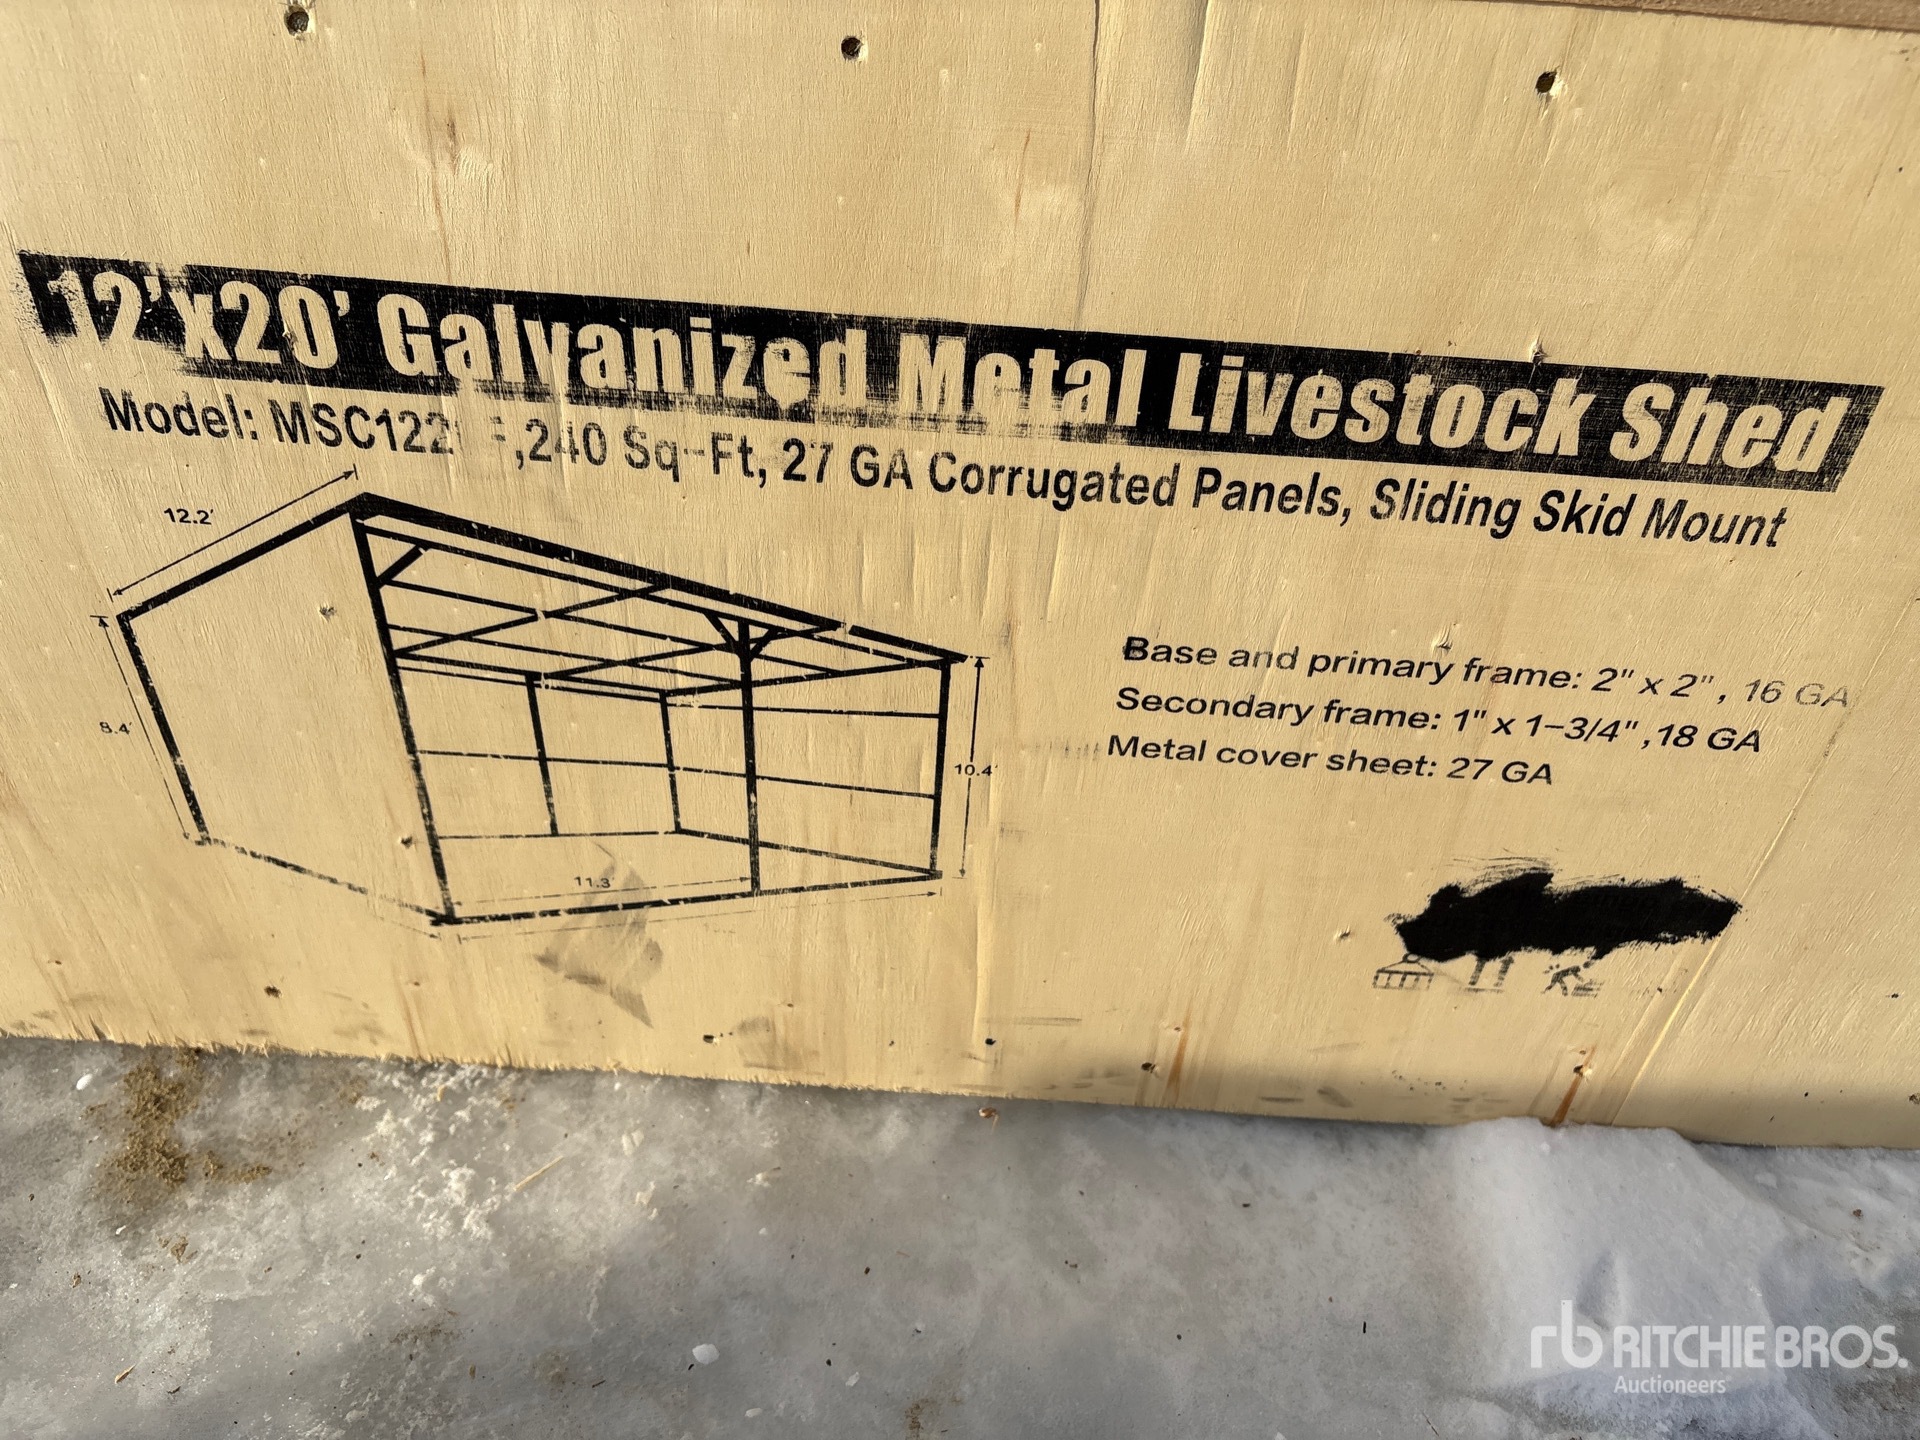 12'x20' Galvanized Metal Livestock Shed
Model: ,240 Sq-Ft, 27 GA Corrugated Panels, Sliding Skid Mount
12.2'
8.4'
10.4'
11.3'
Base and primary frame: 2" x 2", 16 GA
Secondary frame: 1" x 1-3/4",18 GA
Metal cover sheet: 27 GA
rb RITCHIE BROS.
Auctioneers